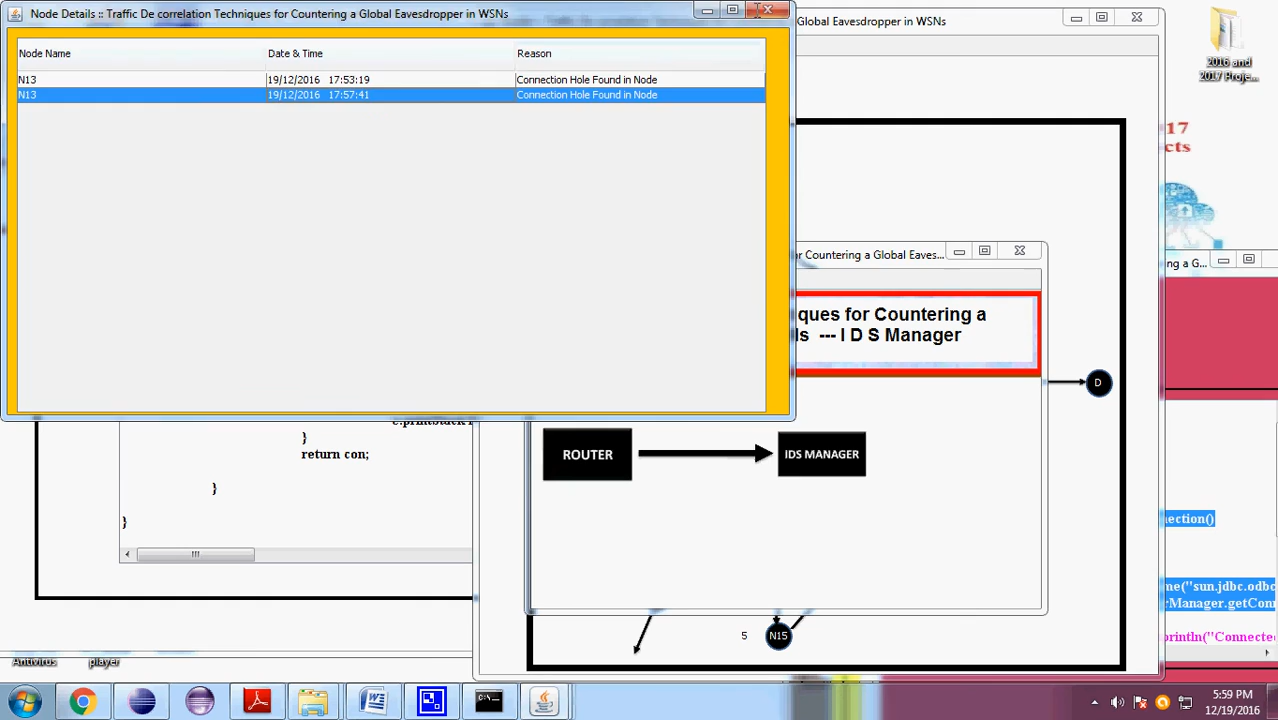 Node Details :: Traffic De correlation Techniques for Countering a Global Eavesdropper in WSNs
Global Eavesdropper in WSNs
Node Name Date & Time Reason
N13 19/12/2016 17:53:19 Connection Hole Found in Node
N13 19/12/2016 17:57:41 Connection Hole Found in Node
2016 and
2017 Proje...
17
cts
or Countering a Global Eaves...
ng a G...
ques for Countering a
ls --- I D S Manager
D
}
return con;
}
}
ROUTER
IDS MANAGER
nection()
me("sun.jdbc.odbc
rManager.getConn
println("Connected
5
N15
Antivirus
player
5:59 PM
12/19/2016